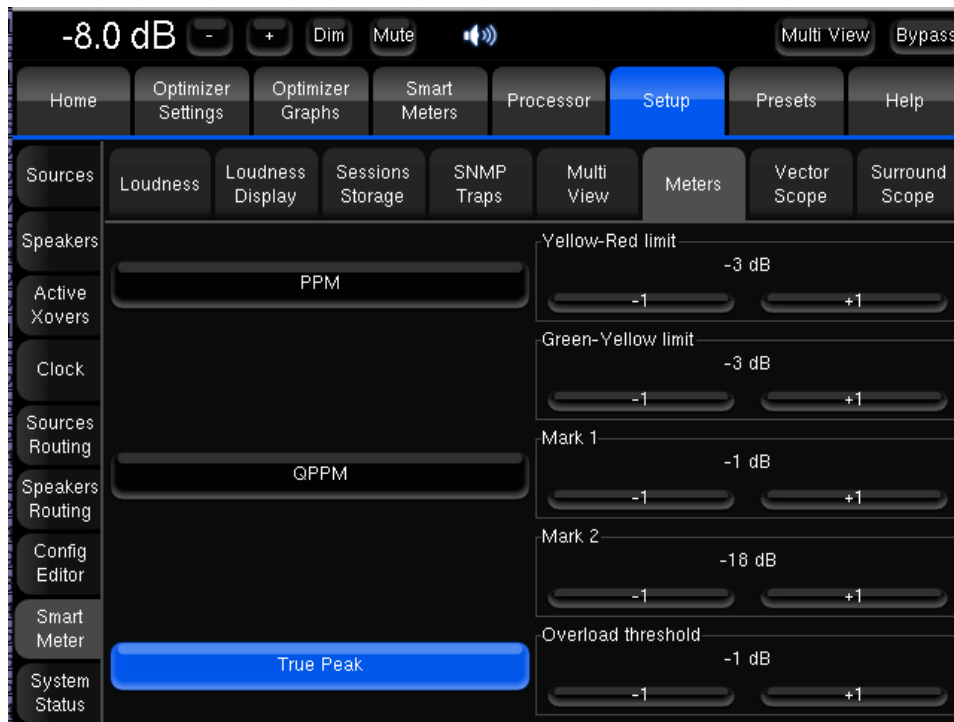 -8.0 dB - + Dim Mute Multi View Bypass
Home
Optimizer
Settings
Optimizer
Graphs
Smart
Meters
Processor
Setup
Presets
Help
Sources
Speakers
Active
Xovers
Clock
Sources
Routing
Speakers
Routing
Config
Editor
Smart
Meter
System
Status
Loudness
Loudness
Display
Sessions
Storage
SNMP
Traps
Multi
View
Meters
Vector
Scope
Surround
Scope
PPM
QPPM
True Peak
Yellow-Red limit
-3 dB
-1 +1
Green-Yellow limit
-3 dB
-1 +1
Mark 1
-1 dB
-1 +1
Mark 2
-18 dB
-1 +1
Overload threshold
-1 dB
-1 +1